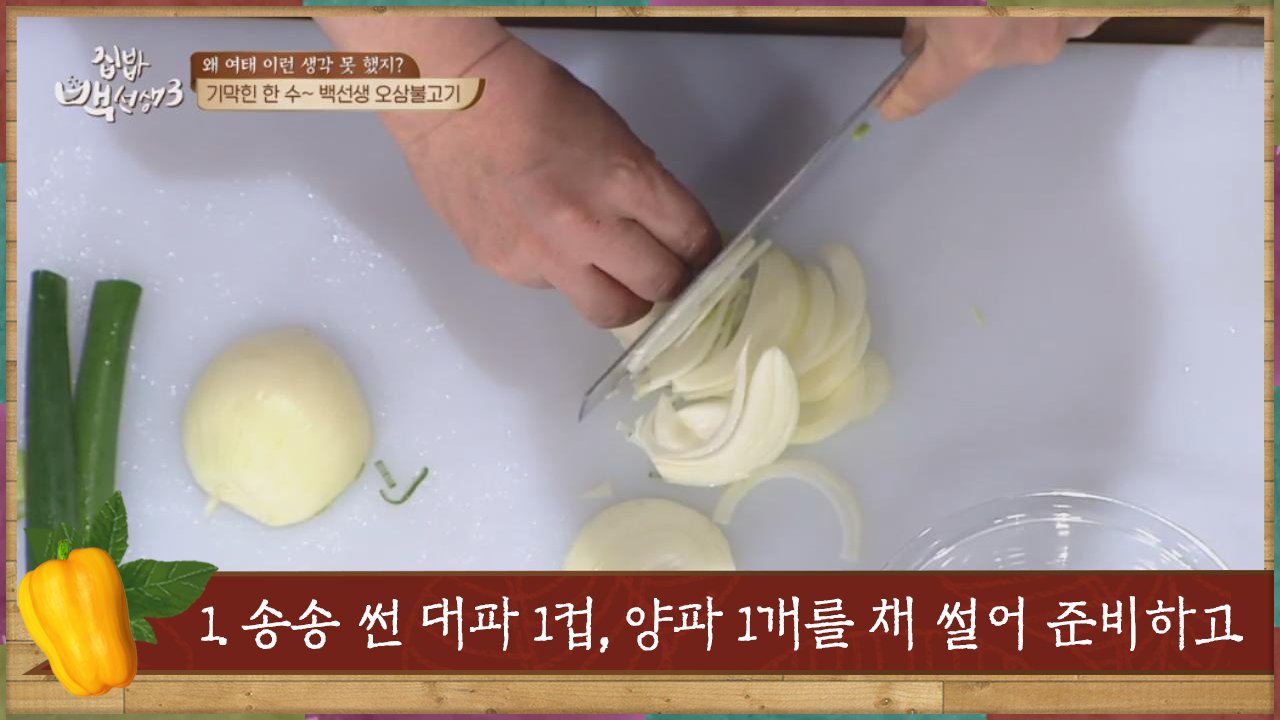 집밥
백선생3
왜 여태 이런 생각 못 했지?
기막힌 한 수~ 백선생 오삼불고기
1. 송송 썬 대파 1컵, 양파 1개를 채 썰어 준비하고